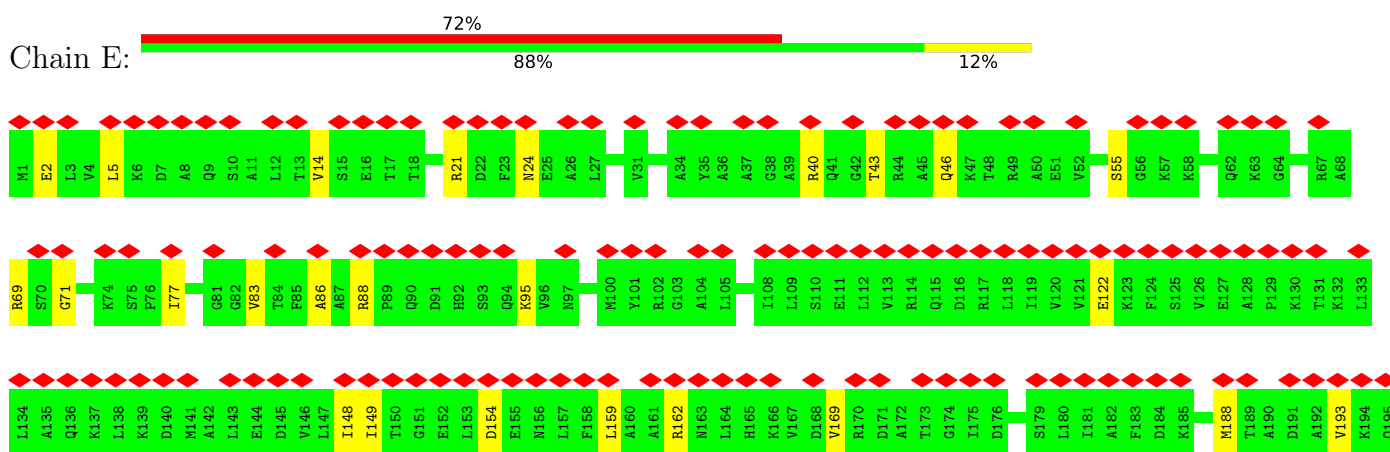 72%
Chain E:
88% 12%
M1 E2 L3 V4 L5 K6 D7 A8 Q9 S10 A11 L12 T13 V14 S15 E16 T17 T18 R21 D22 F23 N24 E25 A26 L27 V31 A34 Y35 A36 A37 G38 A39 R40 Q41 G42 T43 R44 A45 Q46 K47 T48 R49 A50 E51 V52 S55 G56 K57 K58 Q62 K63 G64 R67 A68
R69 S70 G71 K74 S75 P76 I77 G81 G82 V83 T84 F85 A86 A87 R88 P89 Q90 D91 H92 S93 Q94 K95 V96 N97 M100 Y101 R102 G103 A104 L105 I108 L109 S110 E111 L112 V113 R114 Q115 D116 R117 L118 I119 V120 V121 E122 K123 F124 S125 V126 E127 A128 P129 K130 T131 K132 L133
L134 A135 Q136 K137 L138 K139 D140 M141 A142 L143 E144 D145 V146 L147 I148 I149 T150 G151 E152 L153 D154 E155 N156 L157 F158 L159 A160 A161 R162 N163 L164 H165 K166 V167 D168 V169 R170 D171 A172 T173 G174 I175 D176 S179 L180 I181 A182 F183 D184 K185 M188 T189 A190 D191 A192 V193 K194 Q195